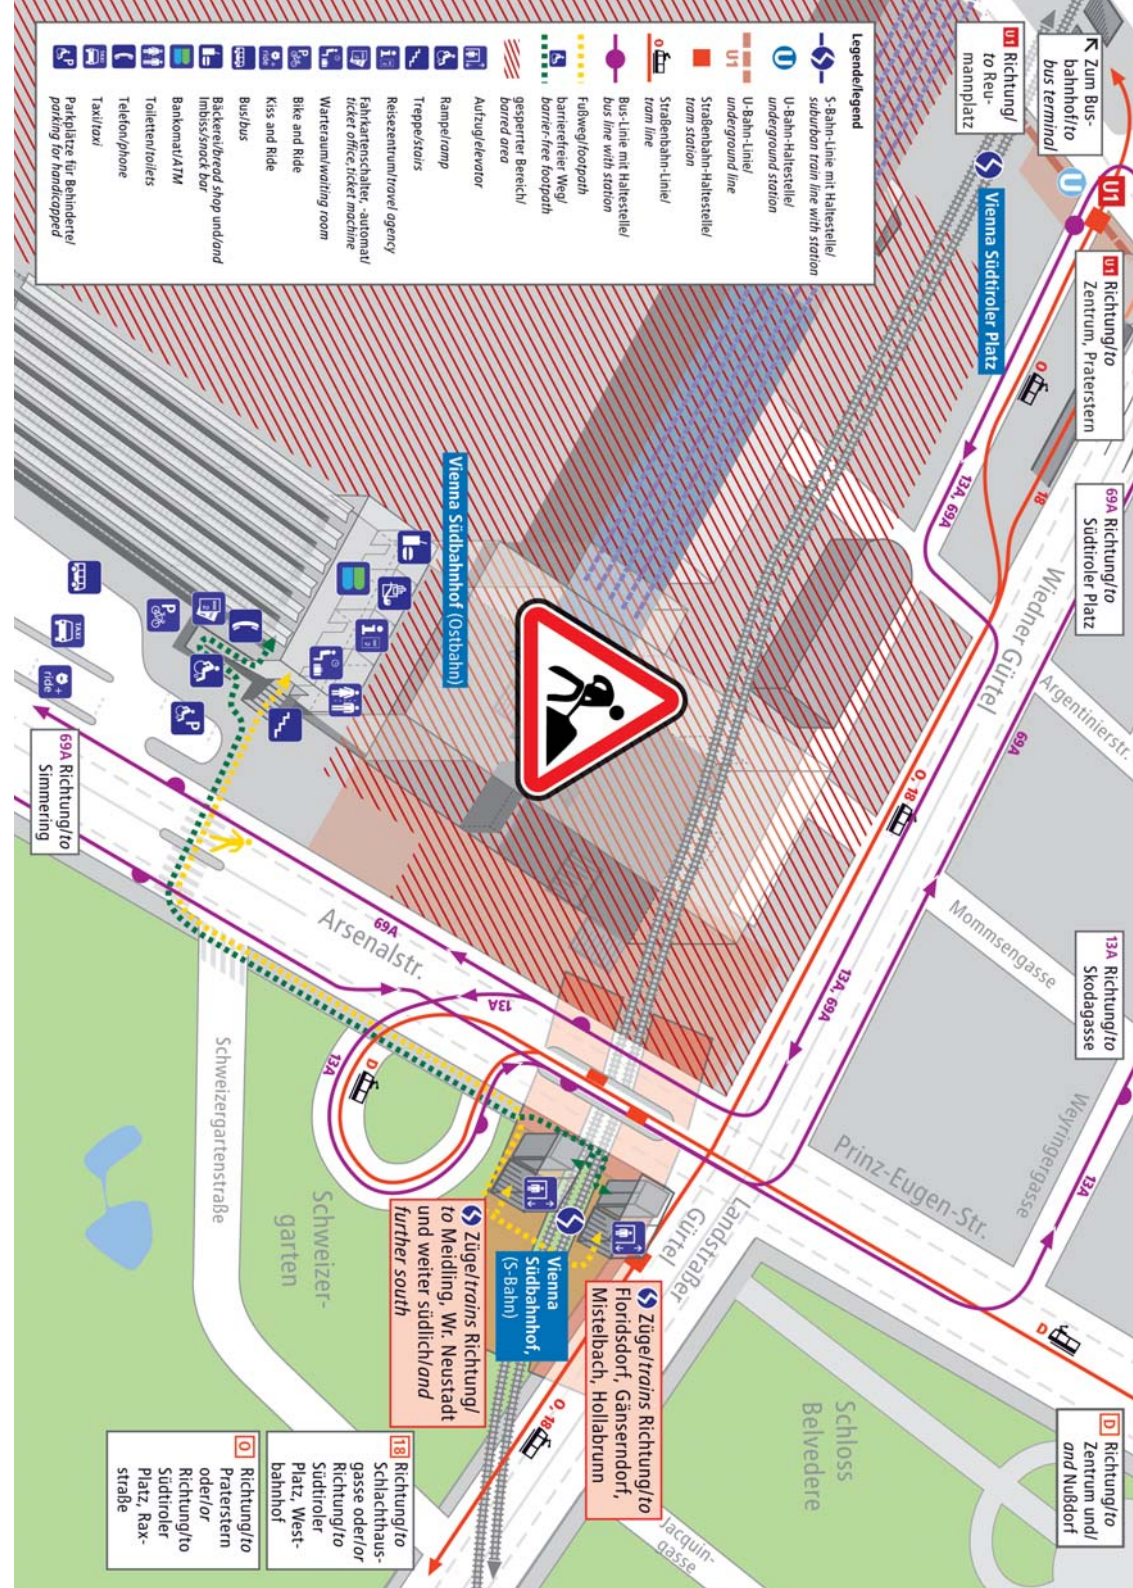 Legende/legend
S-Bahn-Linie mit Haltestelle/
suburban train line with station
U-Bahn-Haltestelle/
underground station
U1
U-Bahn-Linie/
underground line
Straßenbahn-Haltestelle/
tram station
O
Straßenbahn-Linie/
tram line
Bus-Linie mit Haltestelle/
bus line with station
Fußweg/footpath
barrierefreier Weg/
barrier-free footpath
gesperrter Bereich/
barred area
Aufzug/elevator
Rampe/ramp
Treppe/stairs
Reisezentrum/travel agency
Fahrkartenschalter, -automat/
ticket office,ticket machine
Warteraum/waiting room
Bike and Ride
Kiss and Ride
Bus/bus
Bäckerei/bread shop und/and
Imbiss/snack bar
Bankomat/ATM
Toiletten/toilets
Telefon/phone
Taxi/taxi
Parkplätze für Behinderte/
parking for handicapped
Zum Bus-
bahnhof/to
bus terminal
U1 Richtung/
to Reu-
mannplatz
U
U1
Vienna Südtiroler Platz
U1 Richtung/to
Zentrum, Praterstern
69A Richtung/to
Südtiroler Platz
13A Richtung/to
Skodagasse
D Richtung/to
Zentrum und/
and Nußdorf
O
18
13A, 69A
Wiedner Gürtel
Argentinierstr.
69A
O, 18
Mommsengasse
13A, 69A
Weyringergasse
13A
Prinz-Eugen-Str.
D
Landstraßer
Gürtel
Schloss
Belvedere
Jacquin-
gasse
Vienna Südbahnhof (Ostbahn)
P
TAXI
+
ride
P
69A Richtung/to
Simmering
Arsenalstr.
69A
13A
13A
D
Schweizergartenstraße
Schweizer-
garten
Vienna
Südbahnhof,
(S-Bahn)
Züge/trains Richtung/to
Floridsdorf, Gänserndorf,
Mistelbach, Hollabrunn
Züge/trains Richtung/
to Meidling, Wr. Neustadt
und weiter südlich/and
further south
O, 18
18 Richtung/to
Schlachthaus-
gasse oder/or
Richtung/to
Südtiroler
Platz, West-
bahnhof
O Richtung/to
Praterstern
oder/or
Richtung/to
Südtiroler
Platz, Rax-
straße